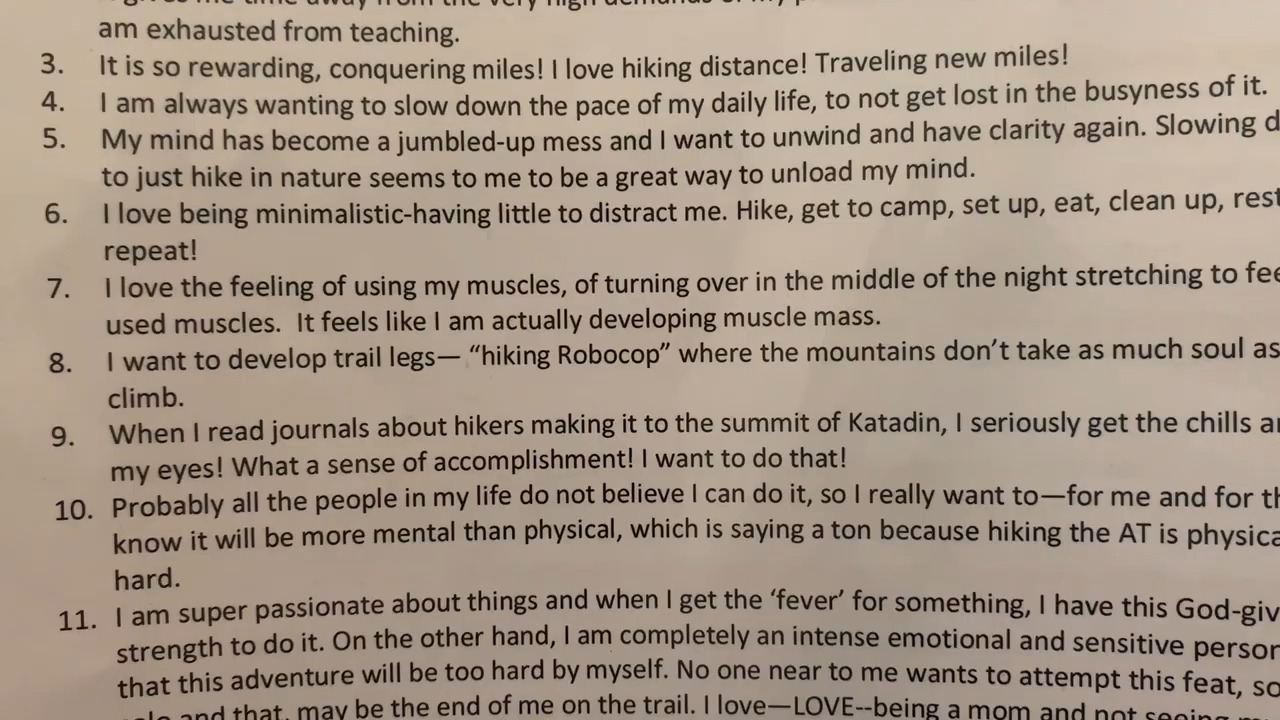 am exhausted from teaching.
3. It is so rewarding, conquering miles! I love hiking distance! Traveling new miles!
4. I am always wanting to slow down the pace of my daily life, to not get lost in the busyness of it.
5. My mind has become a jumbled-up mess and I want to unwind and have clarity again. Slowing
to just hike in nature seems to me to be a great way to unload my mind.
6. I love being minimalistic-having little to distract me. Hike, get to camp, set up, eat, clean up, rest
repeat!
7. I love the feeling of using my muscles, of turning over in the middle of the night stretching to
used muscles. It feels like I am actually developing muscle mass.
8. I want to develop trail legs— “hiking Robocop” where the mountains don’t take as much soul as
climb.
9. When I read journals about hikers making it to the summit of Katadin, I seriously get the chills
my eyes! What a sense of accomplishment! I want to do that!
10. Probably all the people in my life do not believe I can do it, so I really want to—for me and for
know it will be more mental than physical, which is saying a ton because hiking the AT is
hard.
11. I am super passionate about things and when I get the ‘fever’ for something, I have this
strength to do it. On the other hand, I am completely an intense emotional and sensitive person
that this adventure will be too hard by myself. No one near to me wants to attempt this feat, so
and that, may be the end of me on the trail. I love—LOVE--being a mom and not seeing